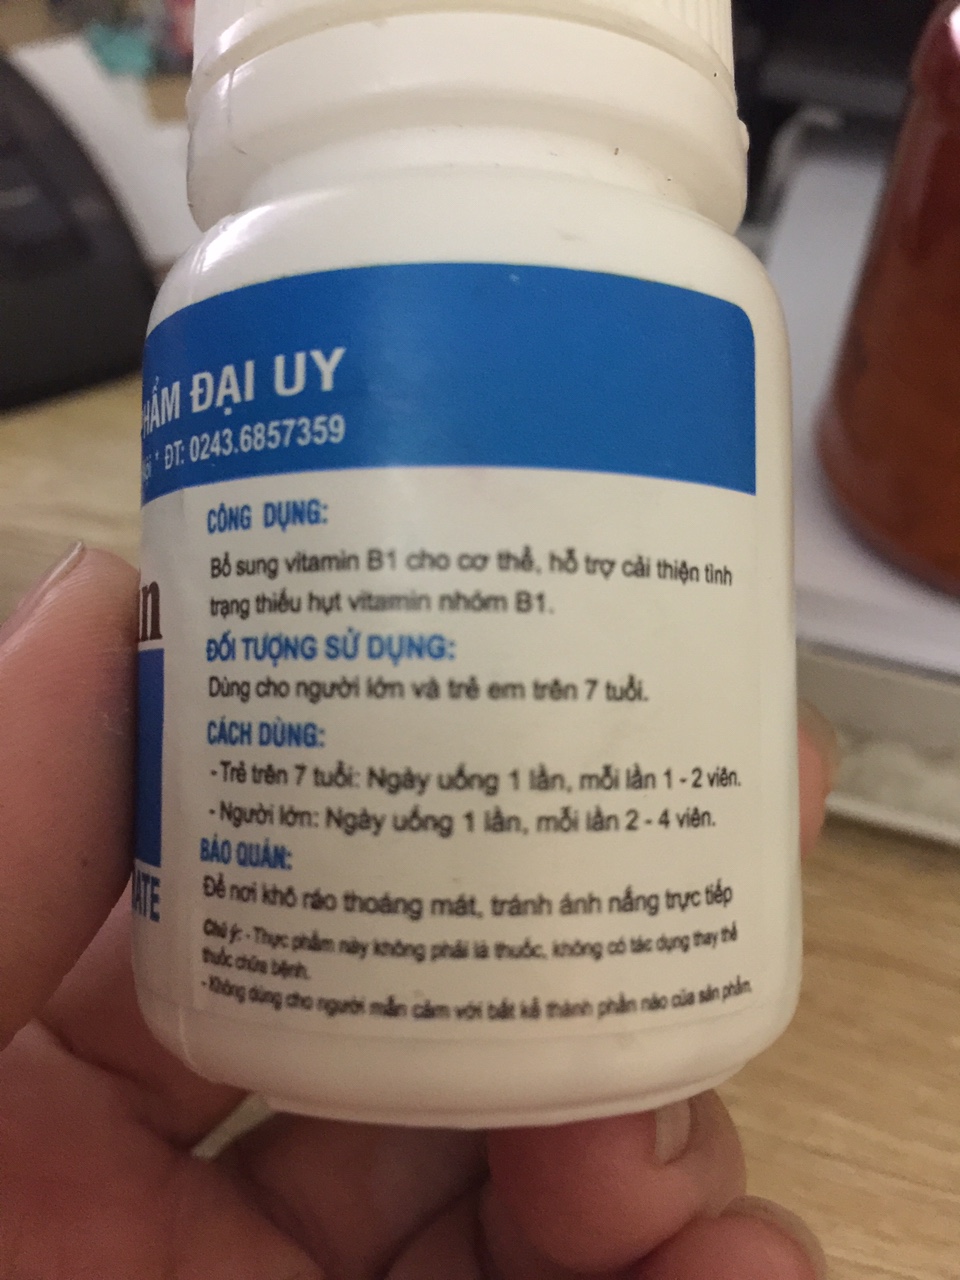 PHẨM ĐẠI UY
* ĐT: 0243.6857359
CÔNG DỤNG:
Bổ sung vitamin B1 cho cơ thể, hỗ trợ cải thiện tình
trạng thiếu hụt vitamin nhóm B1.
ĐỐI TƯỢNG SỬ DỤNG:
Dùng cho người lớn và trẻ em trên 7 tuổi.
CÁCH DÙNG:
- Trẻ trên 7 tuổi: Ngày uống 1 lần, mỗi lần 1 - 2 viên.
- Người lớn: Ngày uống 1 lần, mỗi lần 2 - 4 viên.
BẢO QUẢN:
Để nơi khô ráo thoáng mát, tránh ánh nắng trực tiếp
Chú ý: - Thực phẩm này không phải là thuốc, không có tác dụng thay thế
thuốc chữa bệnh.
- Không dùng cho người mẫn cảm với bất kể thành phần nào của sản phẩm.